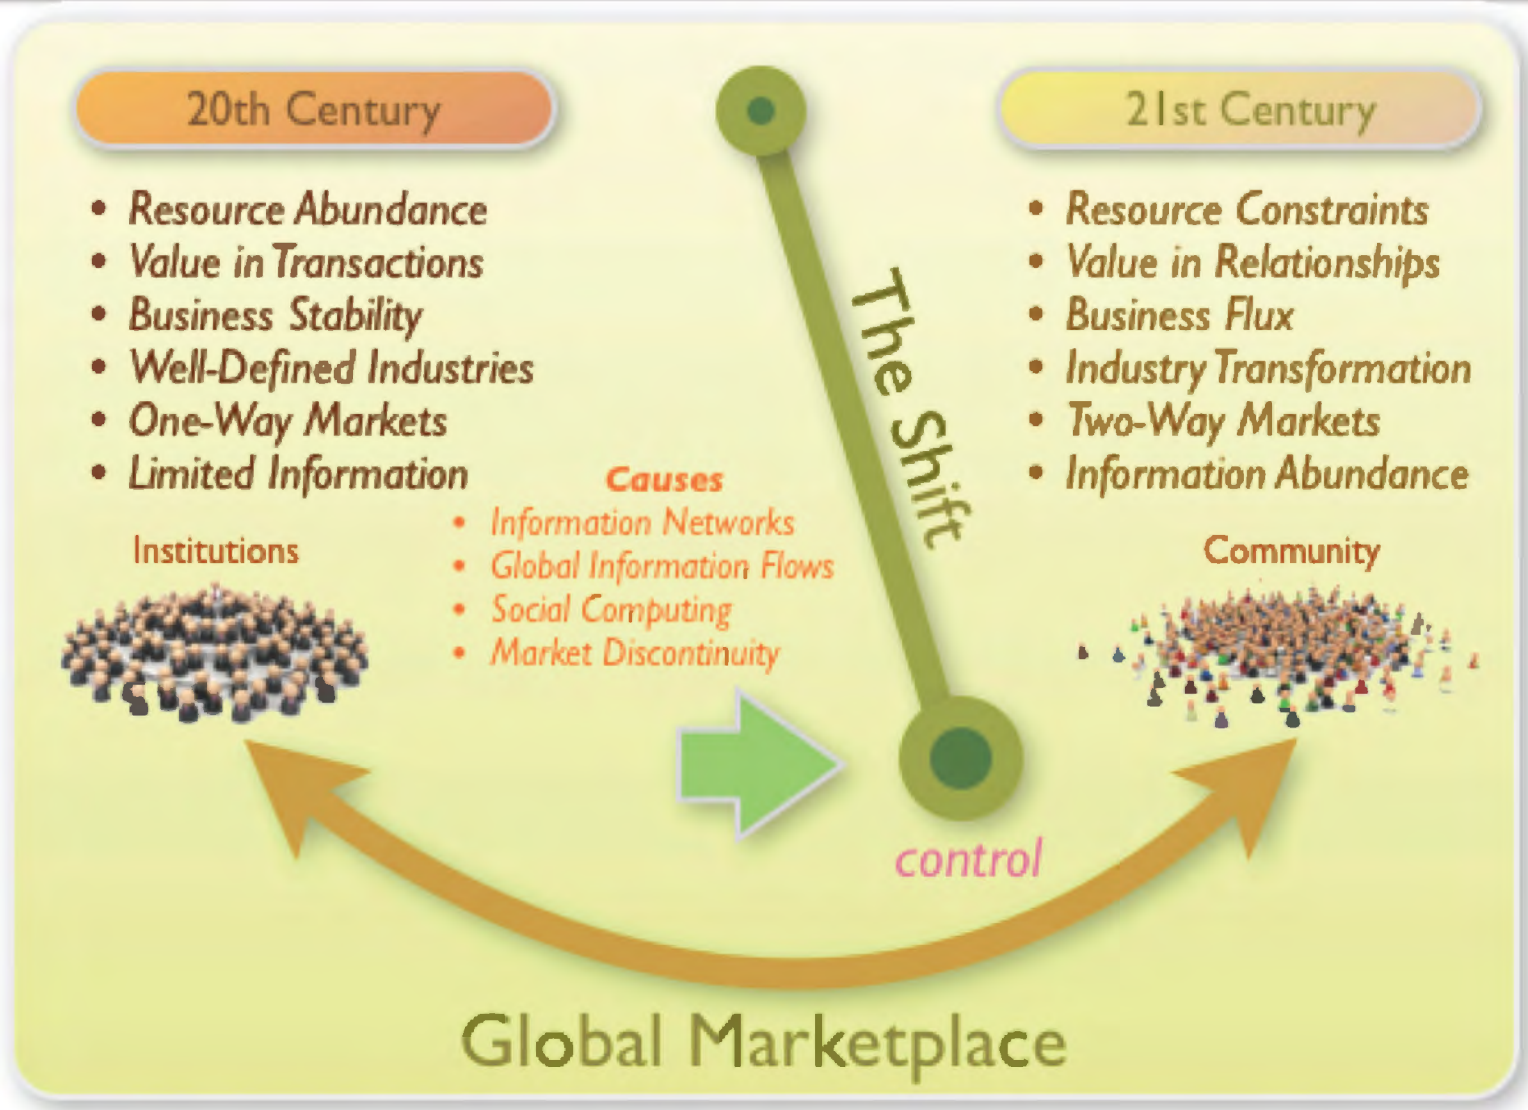 20th Century
• Resource Abundance
• Value in Transactions
• Business Stability
• Well-Defined Industries
• One-Way Markets
• Limited Information
Institutions
Causes
• Information Networks
• Global Information Flows
• Social Computing
• Market Discontinuity
The Shift
control
21st Century
• Resource Constraints
• Value in Relationships
• Business Flux
• Industry Transformation
• Two-Way Markets
• Information Abundance
Community
Global Marketplace